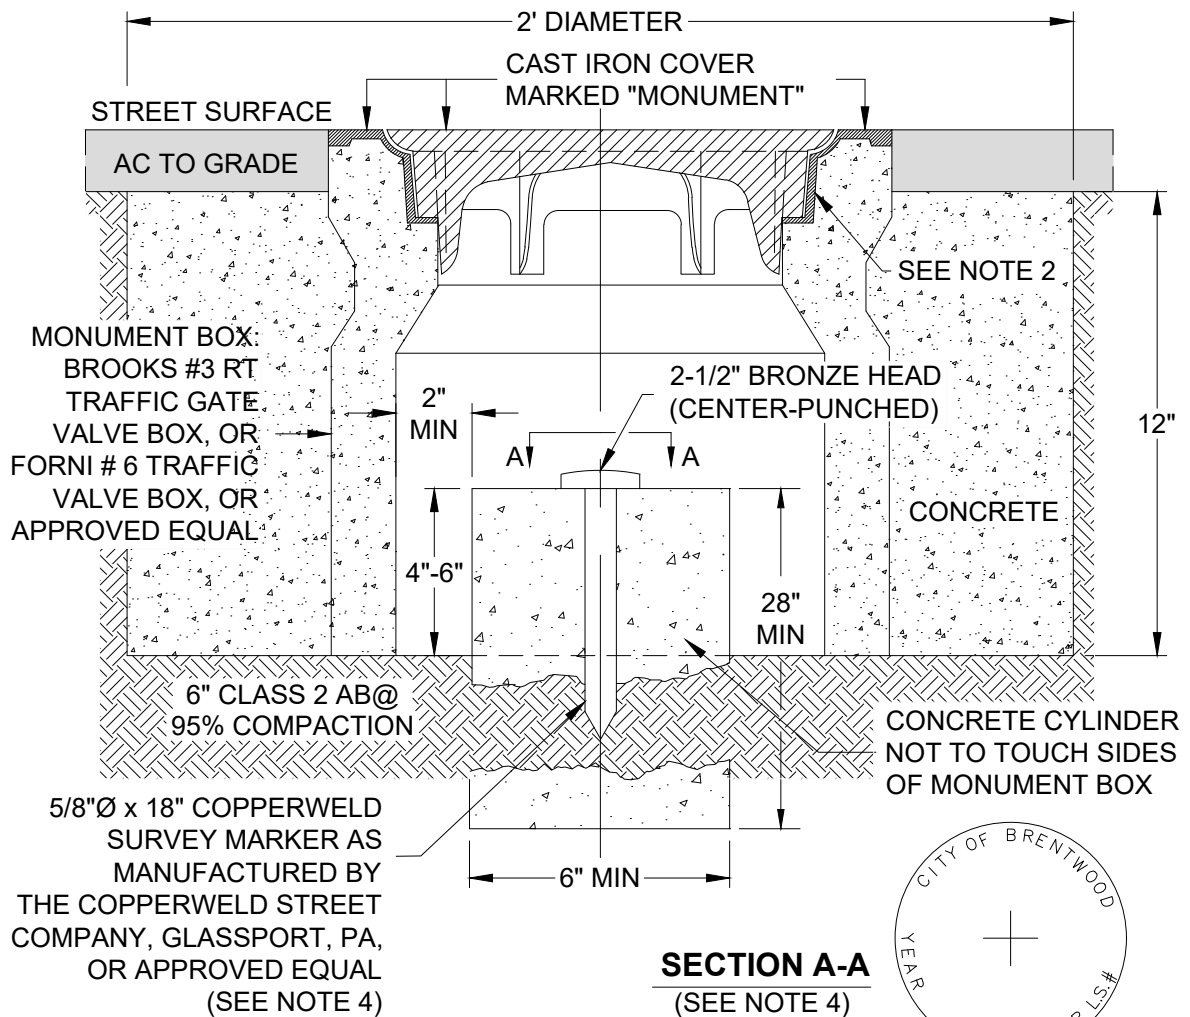 2' DIAMETER
CAST IRON COVER
MARKED "MONUMENT"
STREET SURFACE
AC TO GRADE
SEE NOTE 2
MONUMENT BOX:
BROOKS #3 RT
TRAFFIC GATE
VALVE BOX, OR
FORNI # 6 TRAFFIC
VALVE BOX, OR
APPROVED EQUAL
2"
MIN
2-1/2" BRONZE HEAD
(CENTER-PUNCHED)
A A
12"
CONCRETE
4"-6"
28"
MIN
6" CLASS 2 AB@
95% COMPACTION
CONCRETE CYLINDER
NOT TO TOUCH SIDES
OF MONUMENT BOX
5/8"Ø x 18" COPPERWELD
SURVEY MARKER AS
MANUFACTURED BY
THE COPPERWELD STREET
COMPANY, GLASSPORT, PA,
OR APPROVED EQUAL
(SEE NOTE 4)
6" MIN
SECTION A-A
(SEE NOTE 4)
CITY OF BRENTWOOD
YEAR
L.S.#